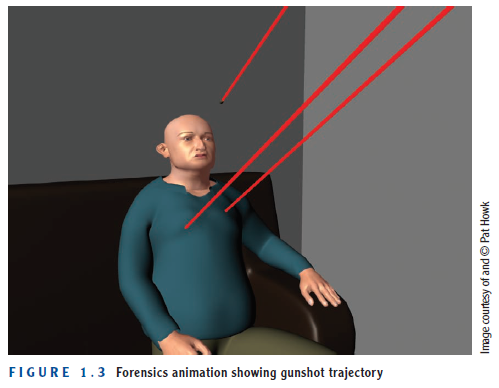 Image courtesy of and © Pat Howk
FIGURE 1.3 Forensics animation showing gunshot trajectory